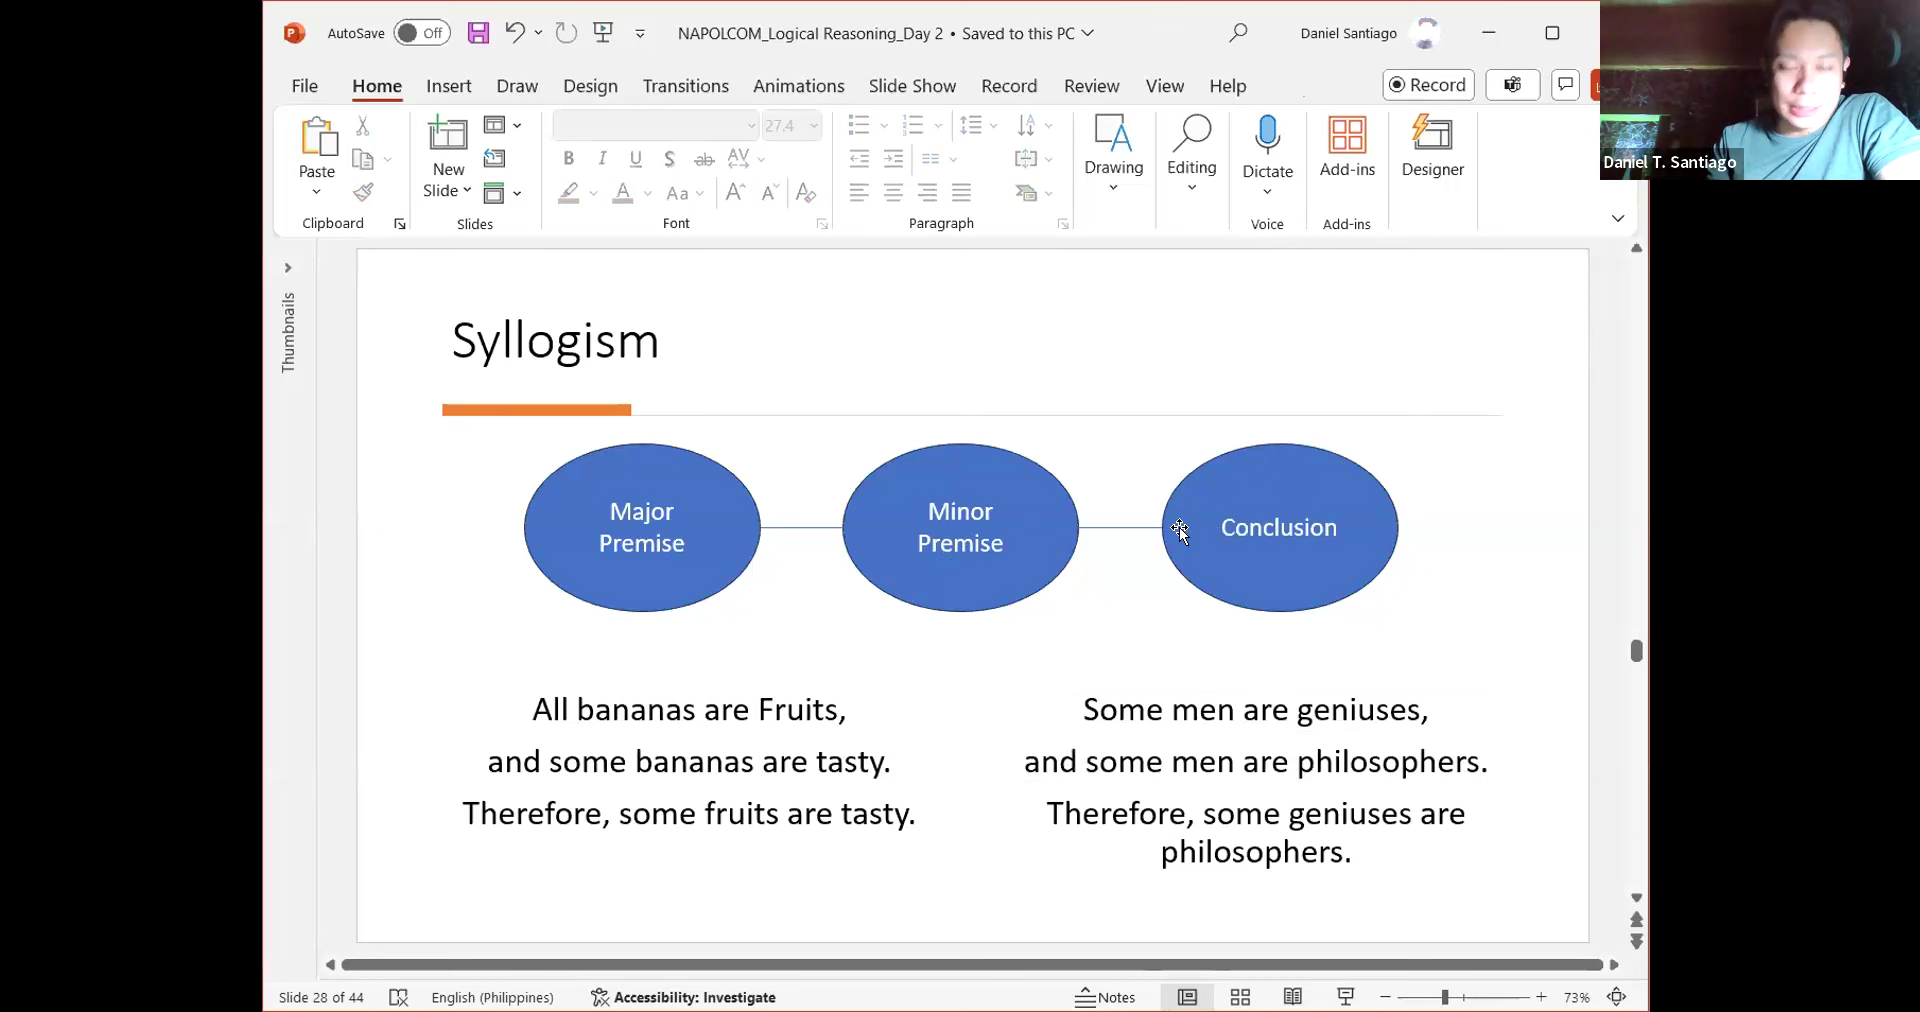 AutoSave Off NAPOLCOM_Logical Reasoning_Day 2 • Saved to this PC Daniel Santiago
File Home Insert Draw Design Transitions Animations Slide Show Record Review View Help Record
Paste New Slide 27.4 Drawing Editing Dictate Add-ins Designer
Clipboard Slides Font Paragraph Voice Add-ins
Daniel T. Santiago
Thumbnails
Syllogism
Major
Premise
Minor
Premise
Conclusion
All bananas are Fruits,
and some bananas are tasty.
Therefore, some fruits are tasty.
Some men are geniuses,
and some men are philosophers.
Therefore, some geniuses are
philosophers.
Slide 28 of 44 English (Philippines) Accessibility: Investigate Notes 73%